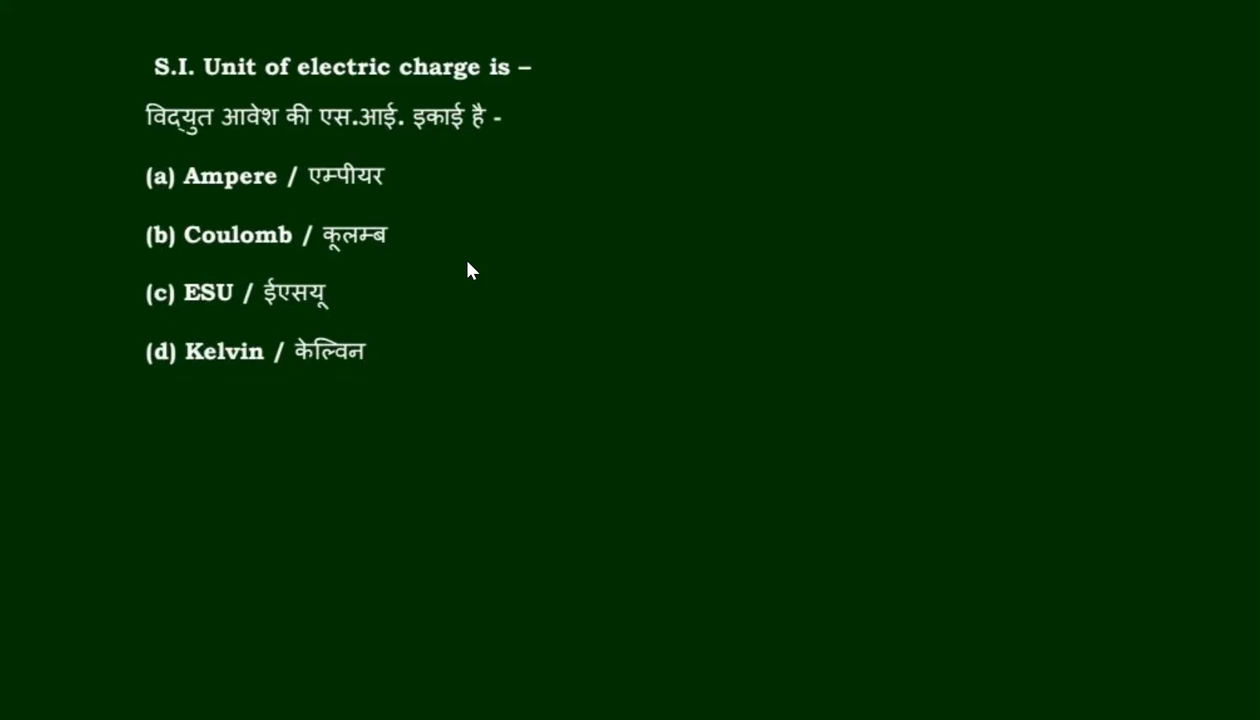 S.I. Unit of electric charge is –
विद्युत आवेश की एस.आई. इकाई है -
(a) Ampere / एम्पीयर
(b) Coulomb / कूलम्ब
(c) ESU / ईएसयू
(d) Kelvin / केल्विन